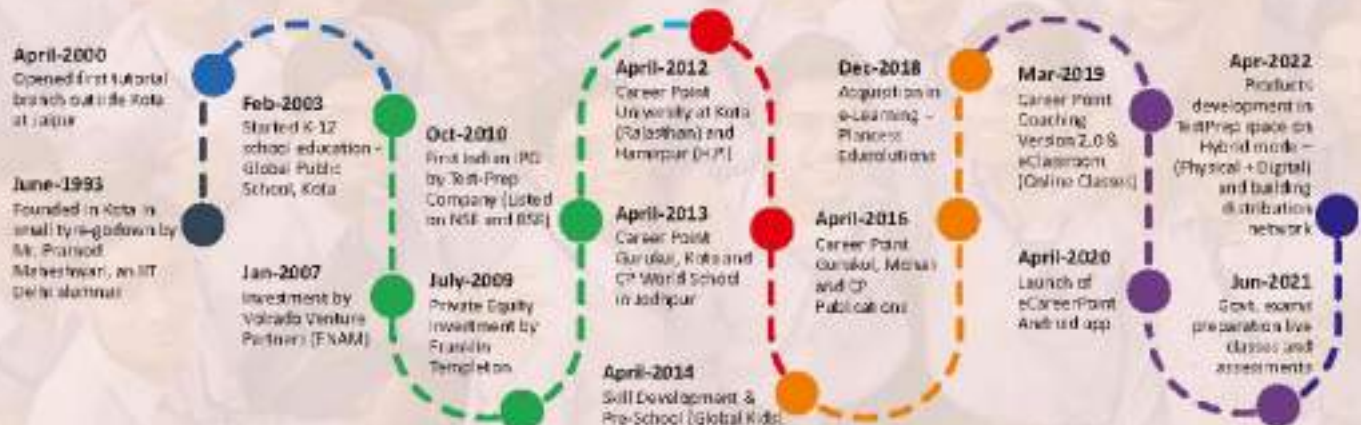 April-2000
Opened first tutorial
branch outside Kota
at Jaipur
June-1993
Founded in Kota in
small tyre-godown by
Mr. Pramod
Maheshwari, an IIT
Delhi alumnus
Feb-2003
Started K-12
school education -
Global Public
School, Kota
Jan-2007
Investment by
Volrado Venture
Partners (ENAM)
Oct-2010
First Indian IPO
by Test-Prep
Company (Listed
on NSE and BSE)
July-2009
Private Equity
Investment by
Franklin
Templeton
April-2012
Career Point
University at Kota
(Rajasthan) and
Hamirpur (H.P.)
April-2013
Career Point
Gurukul, Kota and
CP World School
in Jodhpur
April-2014
Skill Development &
Pre-School (Global Kids)
Dec-2018
Acquisition in
e-Learning –
Plancess
Edusolutions
April-2016
Career Point
Gurukul, Mohali
and CP
Publications
Mar-2019
Career Point
Coaching
Version 2.0 &
eClassroom
(Online Classes)
April-2020
Launch of
eCareerPoint
Android app
Apr-2022
Products
development in
TestPrep space on
Hybrid mode –
(Physical + Digital)
and building
distribution
network
Jun-2021
Govt. exams
preparation live
classes and
assessments